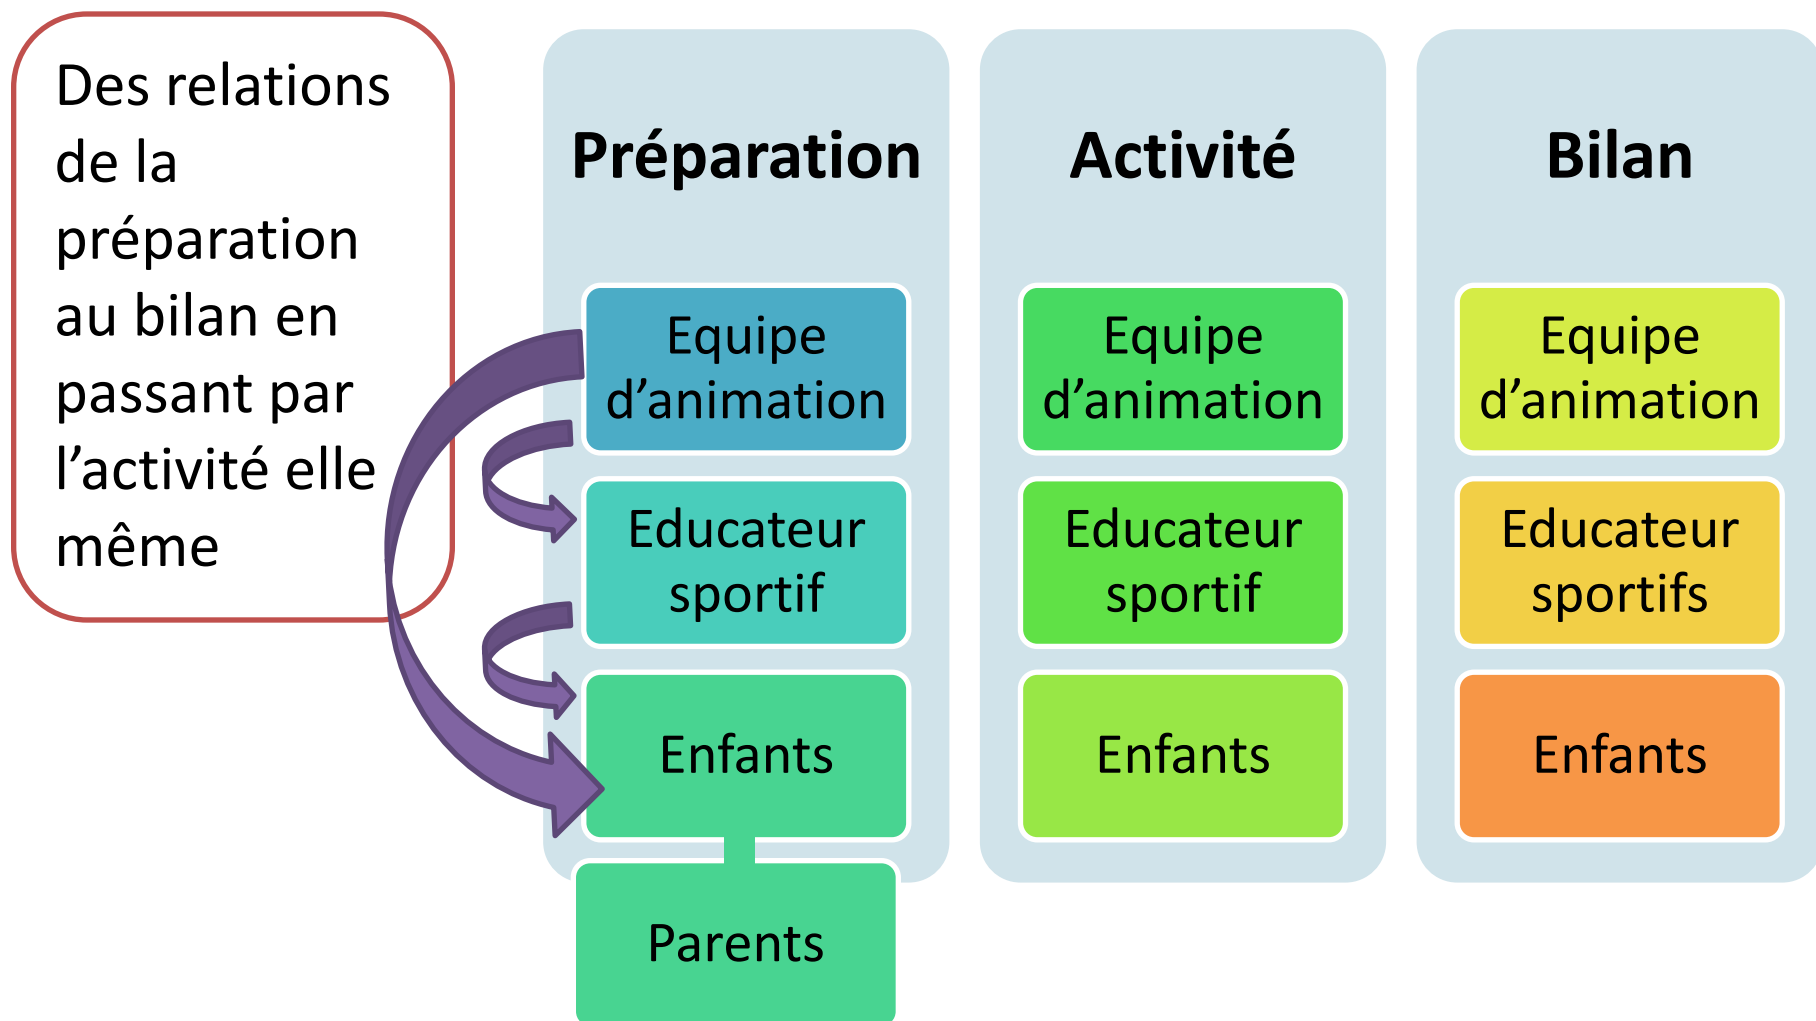 Des relations
de la
préparation
au bilan en
passant par
l’activité elle
même
Préparation
Equipe
d’animation
Educateur
sportif
Enfants
Parents
Activité
Equipe
d’animation
Educateur
sportif
Enfants
Bilan
Equipe
d’animation
Educateur
sportifs
Enfants